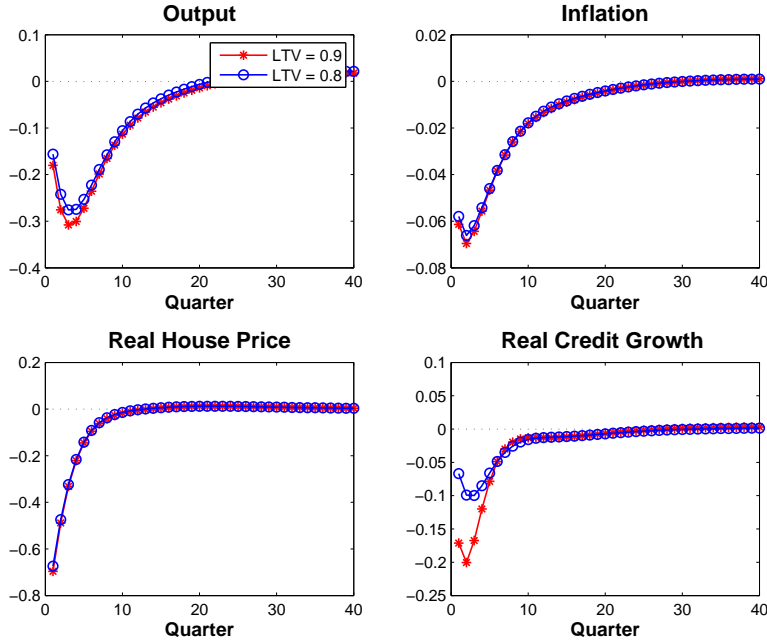 Output
0.1
0
−0.1
−0.2
−0.3
−0.4
0 10 20 30 40
Quarter
LTV = 0.9
LTV = 0.8
Inflation
0.02
0
−0.02
−0.04
−0.06
−0.08
0 10 20 30 40
Quarter
Real House Price
0.2
0
−0.2
−0.4
−0.6
−0.8
0 10 20 30 40
Quarter
Real Credit Growth
0.1
0.05
0
−0.05
−0.1
−0.15
−0.2
−0.25
0 10 20 30 40
Quarter